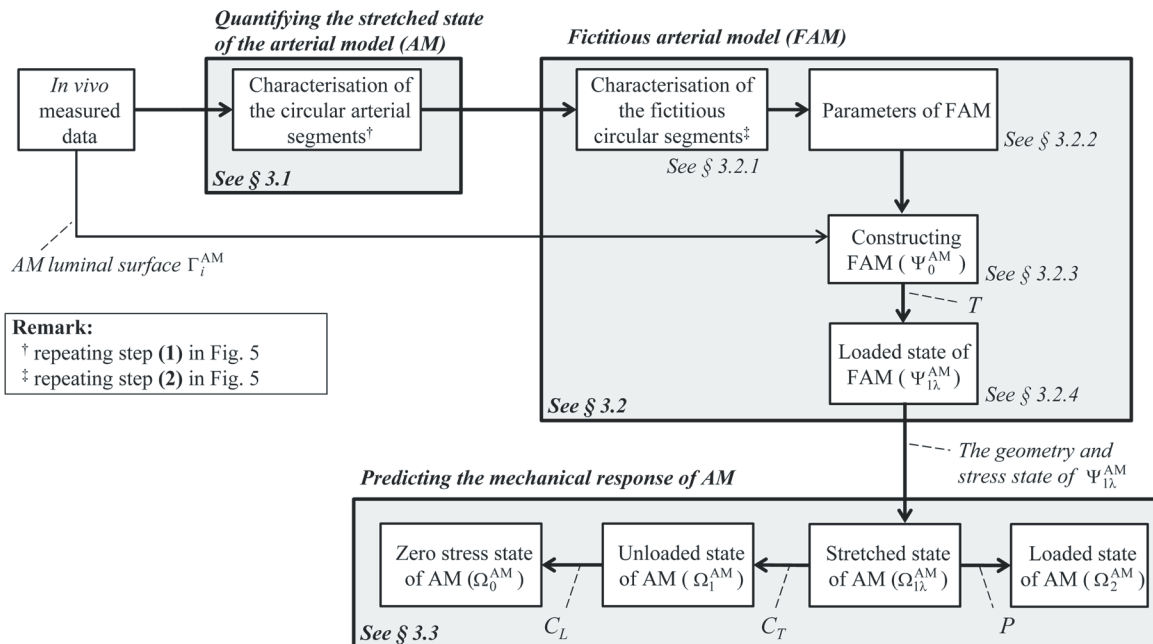 Quantifying the stretched state
of the arterial model (AM)
Fictitious arterial model (FAM)
In vivo
measured
data
Characterisation of
the circular arterial
segments†
See § 3.1
Characterisation of
the fictitious
circular segments‡
See § 3.2.1
Parameters of FAM
See § 3.2.2
AM luminal surface Γ_i^AM
Constructing
FAM ( Ψ_0^AM )
See § 3.2.3
T
Remark:
† repeating step (1) in Fig. 5
‡ repeating step (2) in Fig. 5
Loaded state of
FAM ( Ψ_1λ^AM )
See § 3.2.4
See § 3.2
The geometry and
stress state of Ψ_1λ^AM
Predicting the mechanical response of AM
Zero stress state
of AM (Ω_0^AM)
Unloaded state
of AM ( Ω_1^AM )
Stretched state
of AM (Ω_1λ^AM)
Loaded state
of AM ( Ω_2^AM )
C_L
C_T
P
See § 3.3